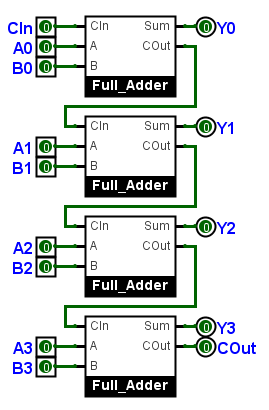 CIn 0 CIn Sum 0 Y0
A0 0 A COut
B0 0 B
Full_Adder
CIn Sum 0 Y1
A1 0 A COut
B1 0 B
Full_Adder
CIn Sum 0 Y2
A2 0 A COut
B2 0 B
Full_Adder
CIn Sum 0 Y3
A3 0 A COut 0 COut
B3 0 B
Full_Adder